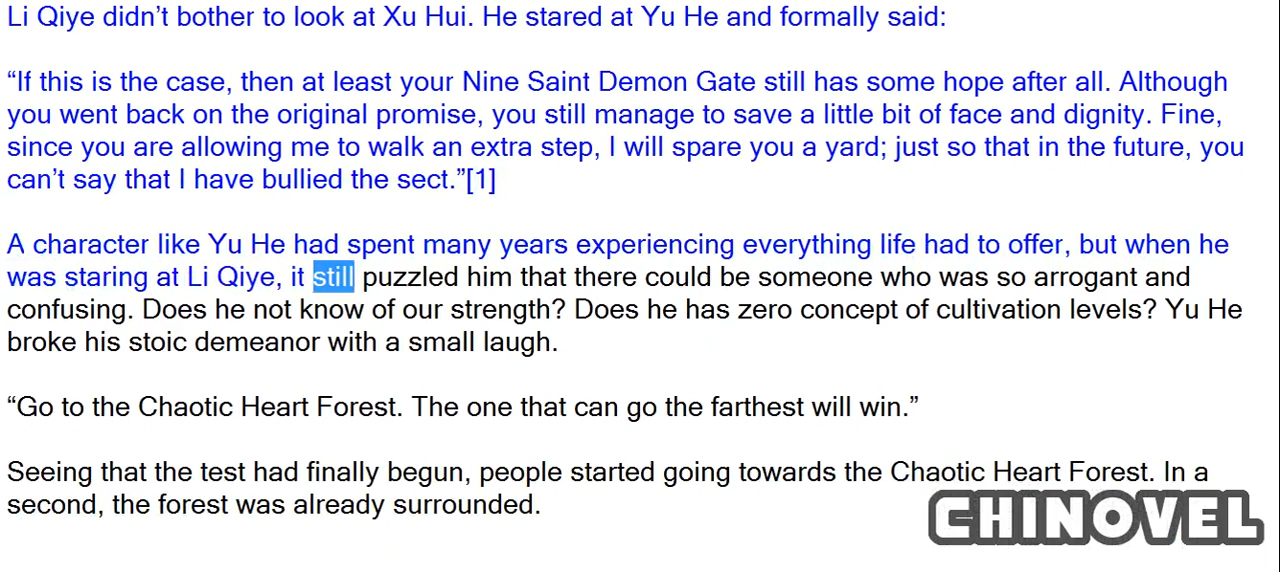 Li Qiye didn’t bother to look at Xu Hui. He stared at Yu He and formally said:
“If this is the case, then at least your Nine Saint Demon Gate still has some hope after all. Although
you went back on the original promise, you still manage to save a little bit of face and dignity. Fine,
since you are allowing me to walk an extra step, I will spare you a yard; just so that in the future, you
can’t say that I have bullied the sect.”[1]
A character like Yu He had spent many years experiencing everything life had to offer, but when he
was staring at Li Qiye, it still puzzled him that there could be someone who was so arrogant and
confusing. Does he not know of our strength? Does he has zero concept of cultivation levels? Yu He
broke his stoic demeanor with a small laugh.
“Go to the Chaotic Heart Forest. The one that can go the farthest will win.”
Seeing that the test had finally begun, people started going towards the Chaotic Heart Forest. In a
second, the forest was already surrounded.
CHINOVEL